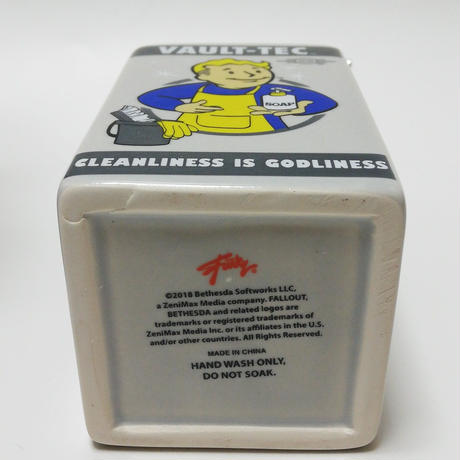 VAULT-TEC
SOAP
CLEANLINESS IS GODLINESS
©2018 Bethesda Softworks LLC,
a ZeniMax Media company. FALLOUT,
BETHESDA and related logos are
trademarks or registered trademarks of
ZeniMax Media Inc. or its affiliates in the U.S.
and/or other countries. All Rights Reserved.
MADE IN CHINA
HAND WASH ONLY,
DO NOT SOAK.